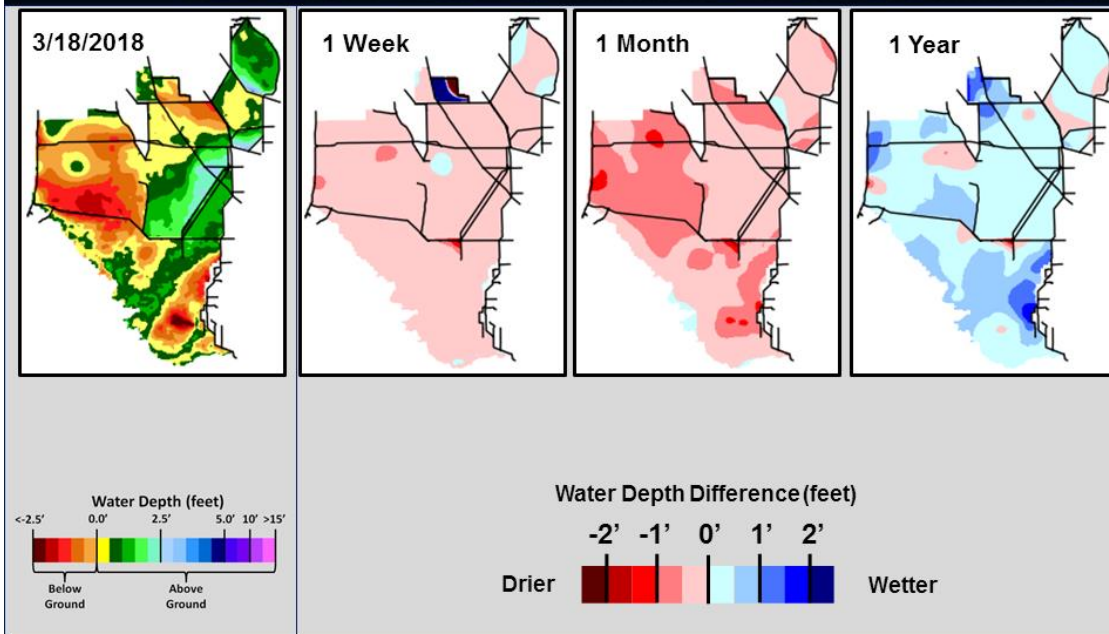 3/18/2018
1 Week
1 Month
1 Year
Water Depth (feet)
<-2.5' 0.0' 2.5' 5.0' 10' >15'
Below
Ground
Above
Ground
Water Depth Difference (feet)
-2' -1' 0' 1' 2'
Drier
Wetter